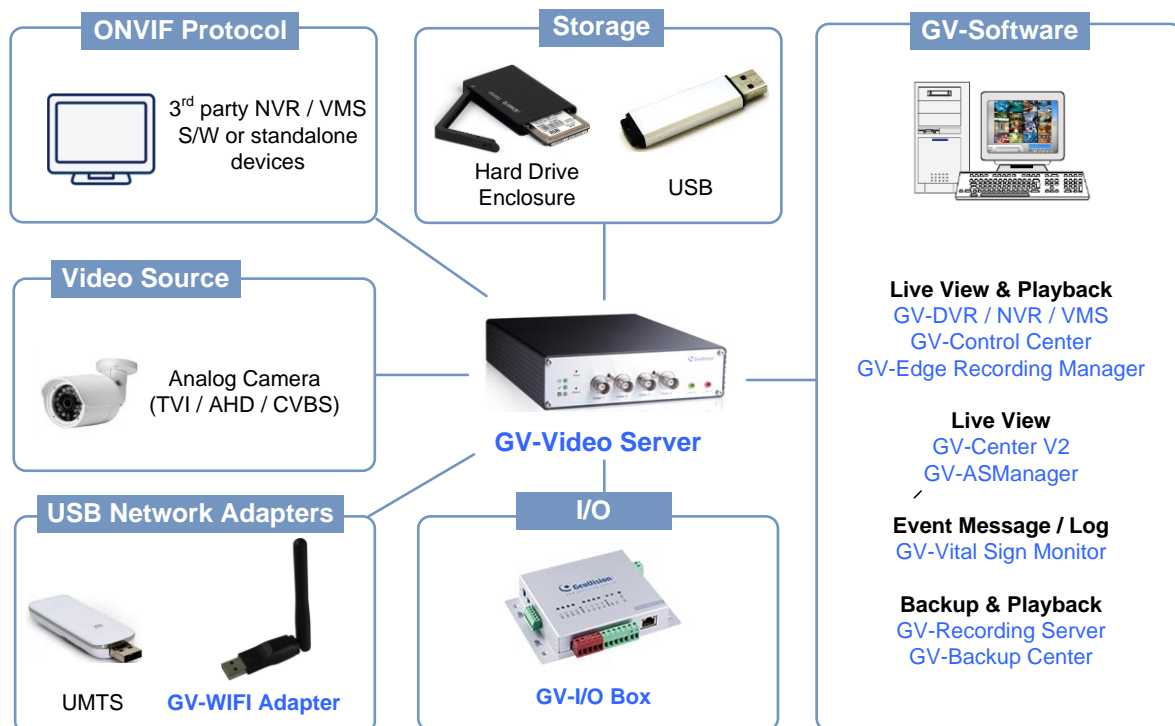 ONVIF Protocol
3rd party NVR / VMS
S/W or standalone
devices
Storage
Hard Drive
Enclosure
USB
GV-Software
Live View & Playback
GV-DVR / NVR / VMS
GV-Control Center
GV-Edge Recording Manager
Live View
GV-Center V2
GV-ASManager
Event Message / Log
GV-Vital Sign Monitor
Backup & Playback
GV-Recording Server
GV-Backup Center
Video Source
Analog Camera
(TVI / AHD / CVBS)
GeoVision
GV-Video Server
USB Network Adapters
UMTS
GV-WIFI Adapter
I/O
GeoVision
GV-I/O Box